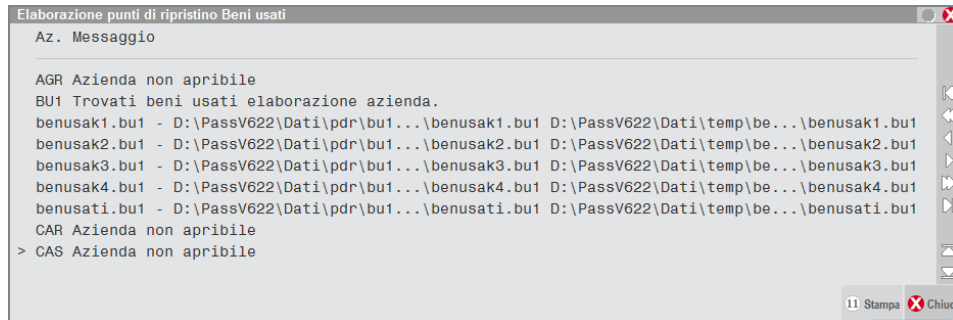 Elaborazione punti di ripristino Beni usati
Az. Messaggio
AGR Azienda non apribile
BU1 Trovati beni usati elaborazione azienda.
benusak1.bu1 - D:\PassV622\Dati\pdr\bu1...\benusak1.bu1 D:\PassV622\Dati\temp\be...\benusak1.bu1
benusak2.bu1 - D:\PassV622\Dati\pdr\bu1...\benusak2.bu1 D:\PassV622\Dati\temp\be...\benusak2.bu1
benusak3.bu1 - D:\PassV622\Dati\pdr\bu1...\benusak3.bu1 D:\PassV622\Dati\temp\be...\benusak3.bu1
benusak4.bu1 - D:\PassV622\Dati\pdr\bu1...\benusak4.bu1 D:\PassV622\Dati\temp\be...\benusak4.bu1
benusati.bu1 - D:\PassV622\Dati\pdr\bu1...\benusati.bu1 D:\PassV622\Dati\temp\be...\benusati.bu1
CAR Azienda non apribile
> CAS Azienda non apribile
11 Stampa Chiud